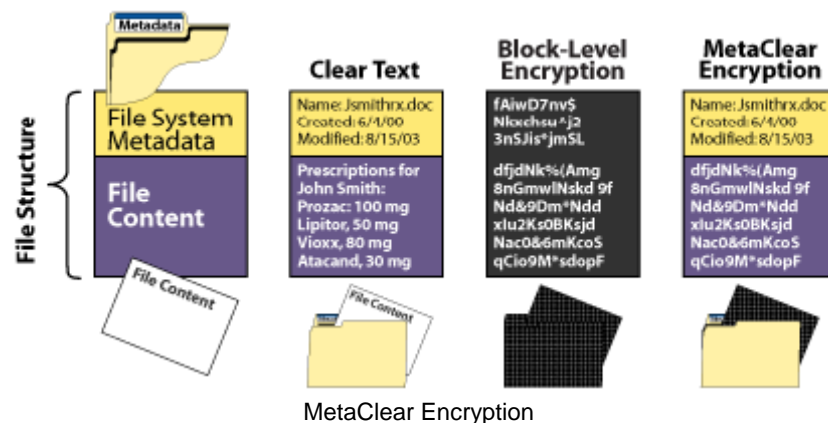 Metadata
File Structure
File System
Metadata
File
Content
File Content
Clear Text
Name: Jsmithrx.doc
Created: 6/4/00
Modified: 8/15/03
Prescriptions for
John Smith:
Prozac: 100 mg
Lipitor, 50 mg
Vioxx, 80 mg
Atacand, 30 mg
File Content
Block-Level
Encryption
fAiwD7nv$
Nkxchsu^j2
3nSJis*jmSL
dfjdNk%(Amg
8nGmwlNskd 9f
Nd&9Dm*Ndd
xIu2Ks0BKsjd
Nac0&6mKcoS
qCio9M*sdopF
MetaClear
Encryption
Name: Jsmithrx.doc
Created: 6/4/00
Modified: 8/15/03
dfjdNk%(Amg
8nGmwlNskd 9f
Nd&9Dm*Ndd
xIu2Ks0BKsjd
Nac0&6mKcoS
qCio9M*sdopF
MetaClear Encryption